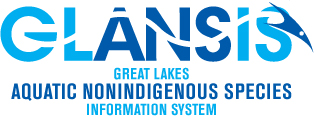 GLANSIS
GREAT LAKES
AQUATIC NONINDIGENOUS SPECIES
INFORMATION SYSTEM